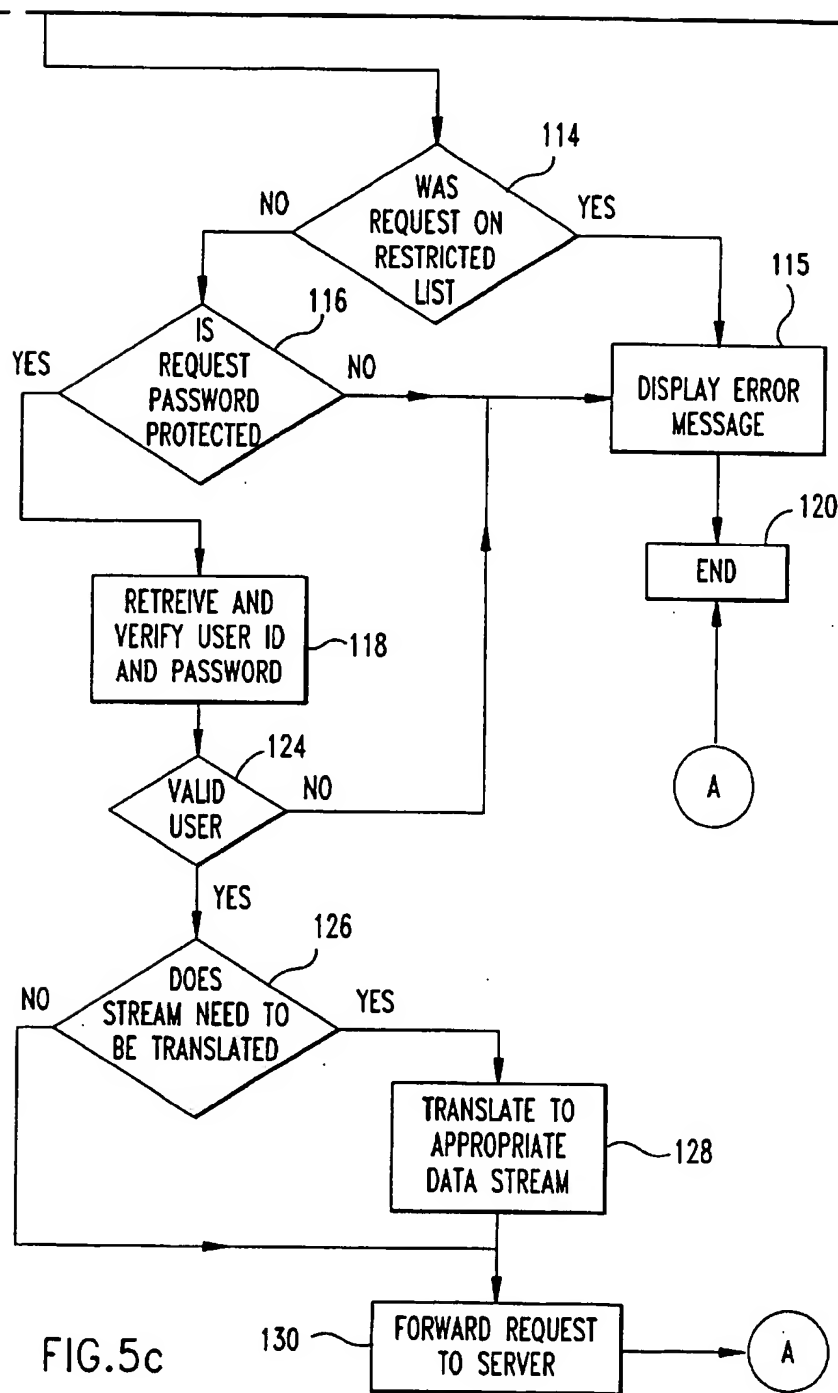 114
WAS
REQUEST ON
RESTRICTED
LIST
NO
YES
115
116
IS
REQUEST
PASSWORD
PROTECTED
YES
NO
DISPLAY ERROR
MESSAGE
120
END
RETREIVE AND
VERIFY USER ID
AND PASSWORD
118
A
124
VALID
USER
NO
YES
126
DOES
STREAM NEED TO
BE TRANSLATED
NO
YES
TRANSLATE TO
APPROPRIATE
DATA STREAM
128
130
FORWARD REQUEST
TO SERVER
A
FIG.5c